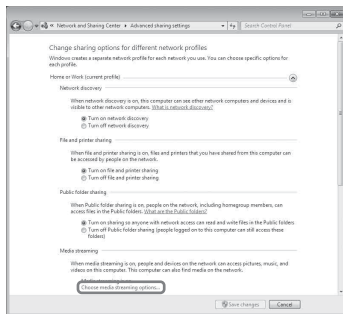 « Network and Sharing Center ▸ Advanced sharing settings
Search Control Panel
Change sharing options for different network profiles
Windows creates a separate network profile for each network you use. You can choose specific options for
each profile.
Home or Work (current profile)
Network discovery
When network discovery is on, this computer can see other network computers and devices and is
visible to other network computers. What is network discovery?
Turn on network discovery
Turn off network discovery
File and printer sharing
When file and printer sharing is on, files and printers that you have shared from this computer can
be accessed by people on the network.
Turn on file and printer sharing
Turn off file and printer sharing
Public folder sharing
When Public folder sharing is on, people on the network, including homegroup members, can
access files in the Public folders. What are the Public folders?
Turn on sharing so anyone with network access can read and write files in the Public folders
Turn off Public folder sharing (people logged on to this computer can still access these
folders)
Media streaming
When media streaming is on, people and devices on the network can access pictures, music, and
videos on this computer. This computer can also find media on the network.
Choose media streaming options...
Save changes
Cancel